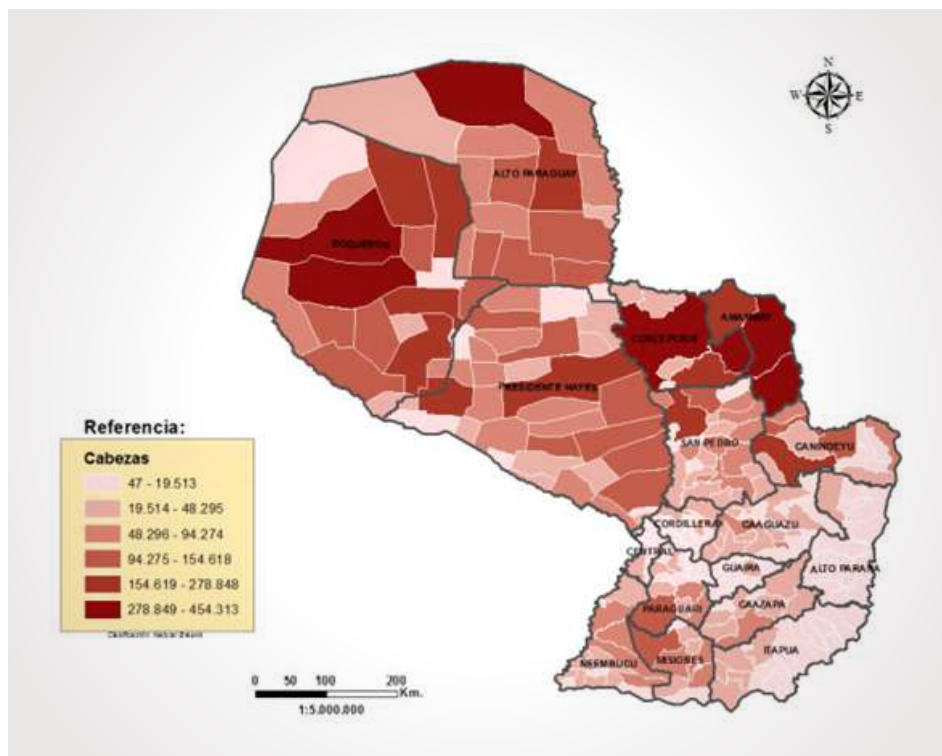 N
W E
S
ALTO PARAGUAY
BOQUERON
AMAMBAY
CONCEPCION
PRESIDENTE HAYES
SAN PEDRO
CANINDEYU
CORDILLERA
CAAGUAZU
CENTRAL
GUAIRA
ALTO PARANA
PARAGUARI
CAAZAPA
ITAPUA
ÑEEMBUCU
MISIONES
Referencia:
Cabezas
47 - 19.513
19.514 - 48.295
48.296 - 94.274
94.275 - 154.618
154.619 - 278.848
278.849 - 454.313
0 50 100 200
Km.
1:5.000.000